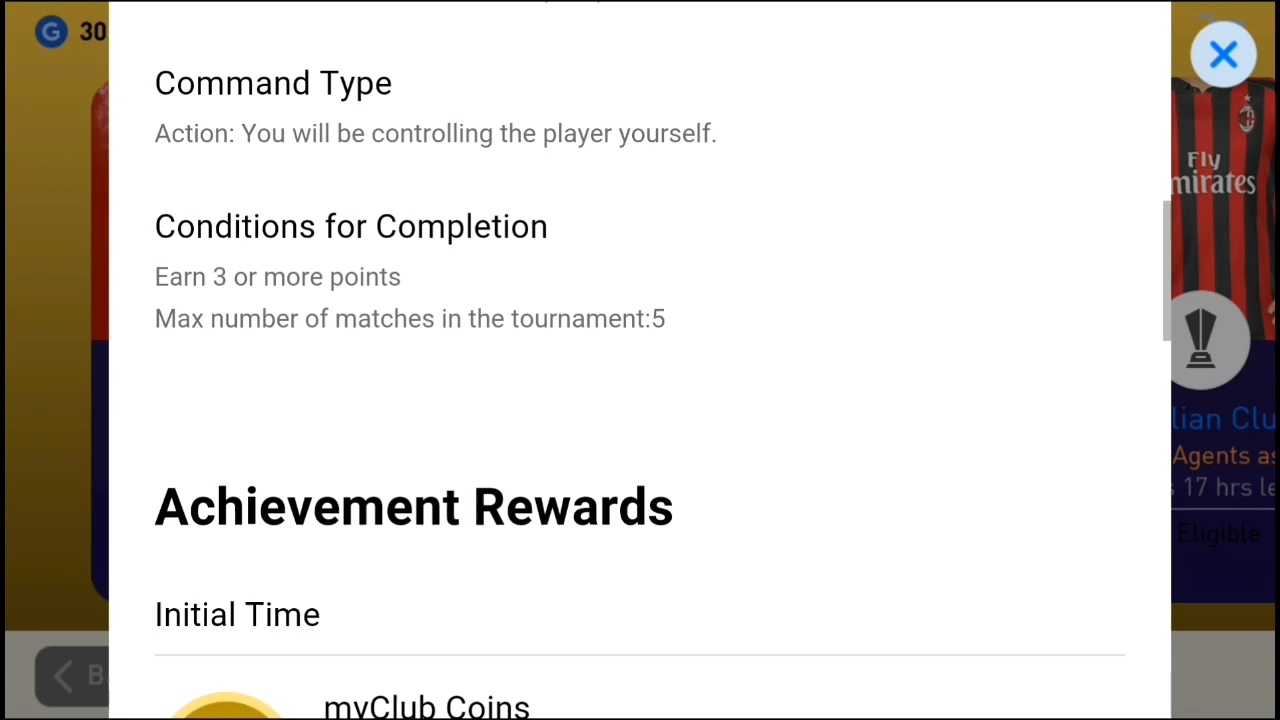 30
Command Type
Action: You will be controlling the player yourself.
Conditions for Completion
Earn 3 or more points
Max number of matches in the tournament:5
Fly
mirates
lian Clu
Agents as
17 hrs le
Eligible
Achievement Rewards
Initial Time
B
myClub Coins